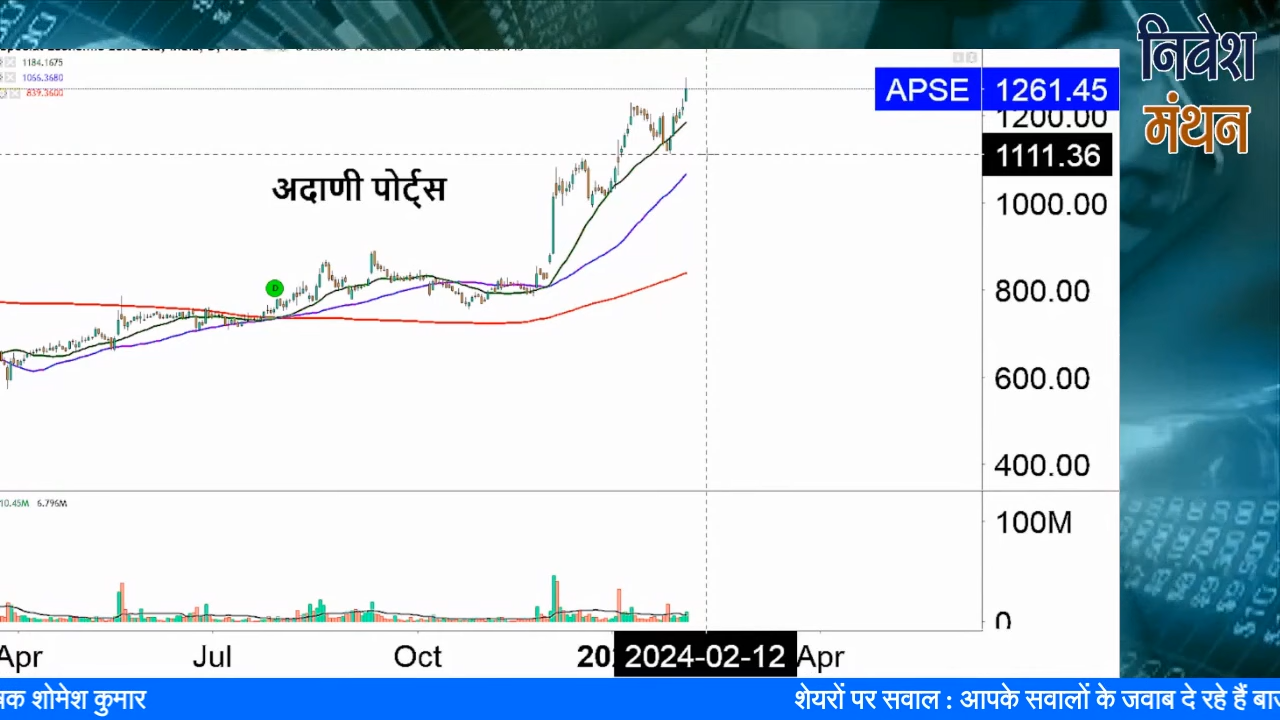 निवेश
मंथन
1184.1675
1066.3680
839.3600
APSE 1261.45
1200.00
1111.36
अदाणी पोर्ट्स
1000.00
D
800.00
600.00
400.00
10.45M 6.796M
100M
0
Apr Jul Oct 2024-02-12 Apr
शोमेश कुमार शेयरों पर सवाल : आपके सवालों के जवाब दे रहे हैं